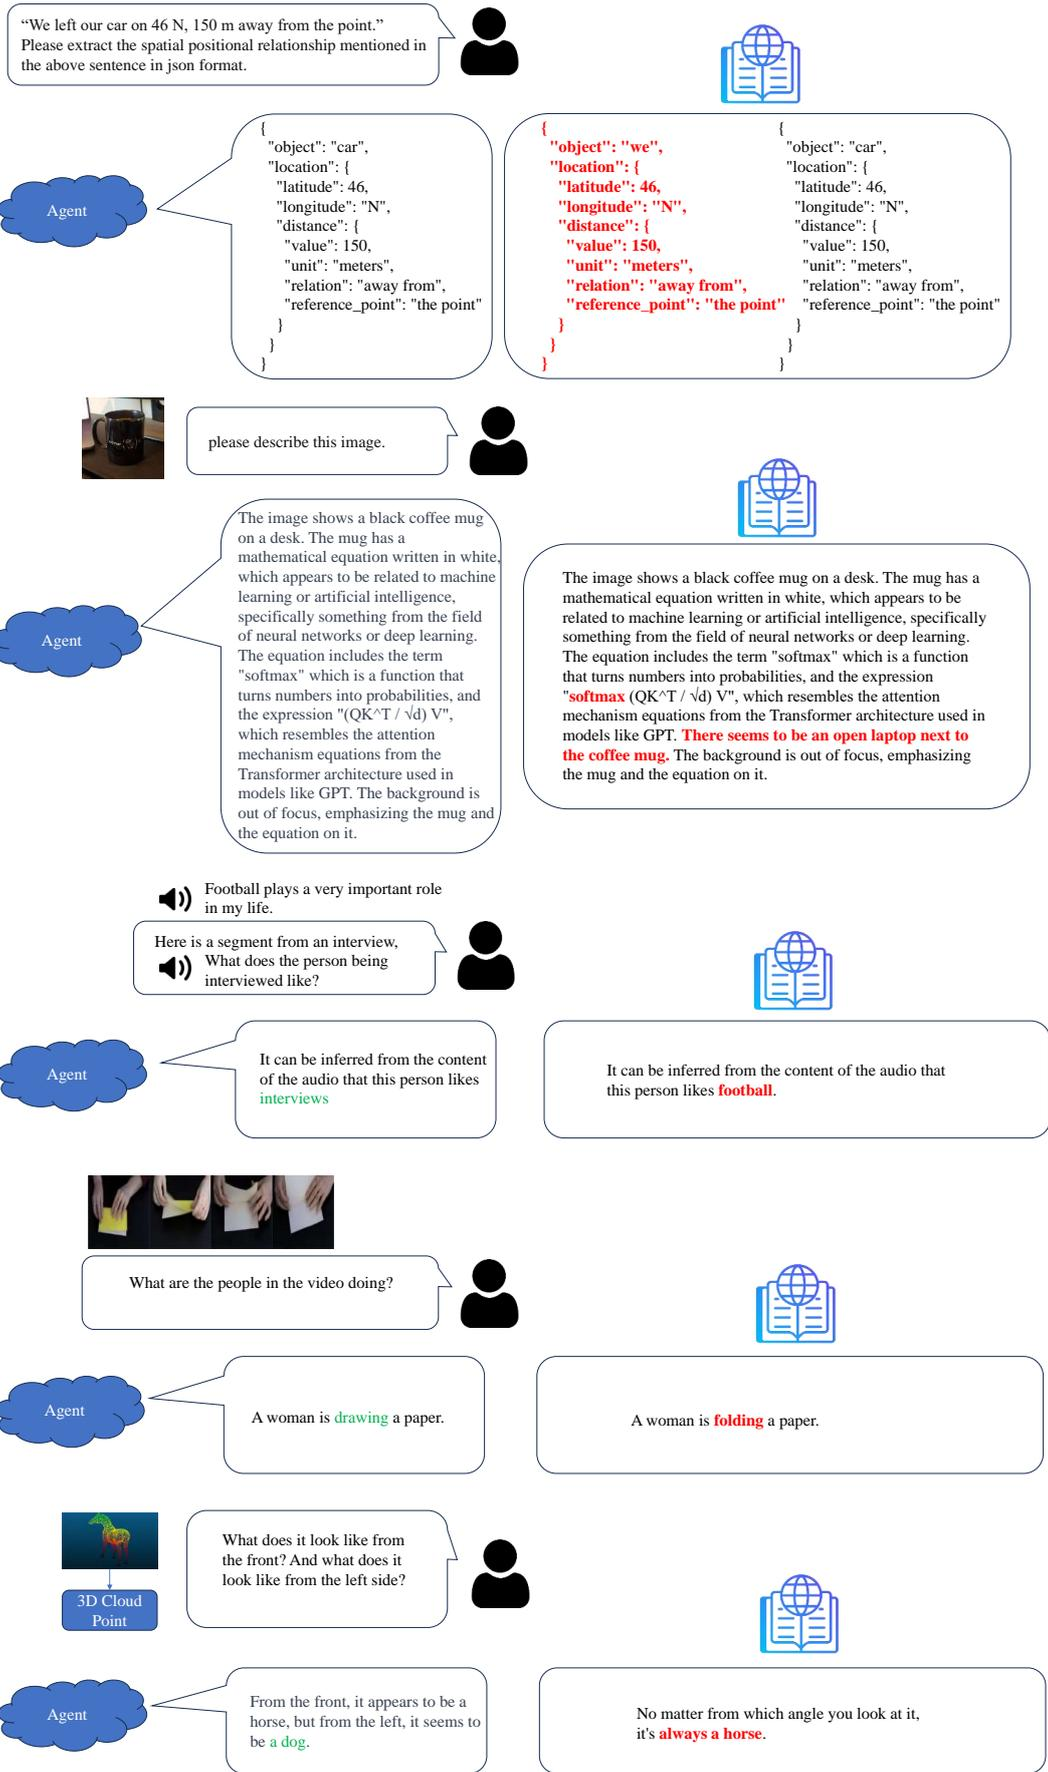 “We left our car on 46 N, 150 m away from the point.”
Please extract the spatial positional relationship mentioned in
the above sentence in json format.
Agent
{
"object": "car",
"location": {
"latitude": 46,
"longitude": "N",
"distance": {
"value": 150,
"unit": "meters",
"relation": "away from",
"reference_point": "the point"
}
}
}
{
"object": "we",
"location": {
"latitude": 46,
"longitude": "N",
"distance": {
"value": 150,
"unit": "meters",
"relation": "away from",
"reference_point": "the point"
}
}
}
{
"object": "car",
"location": {
"latitude": 46,
"longitude": "N",
"distance": {
"value": 150,
"unit": "meters",
"relation": "away from",
"reference_point": "the point"
}
}
}
please describe this image.
Agent
The image shows a black coffee mug
on a desk. The mug has a
mathematical equation written in white,
which appears to be related to machine
learning or artificial intelligence,
specifically something from the field
of neural networks or deep learning.
The equation includes the term
"softmax" which is a function that
turns numbers into probabilities, and
the expression "(QK^T / √d) V",
which resembles the attention
mechanism equations from the
Transformer architecture used in
models like GPT. The background is
out of focus, emphasizing the mug and
the equation on it.
The image shows a black coffee mug on a desk. The mug has a
mathematical equation written in white, which appears to be
related to machine learning or artificial intelligence, specifically
something from the field of neural networks or deep learning.
The equation includes the term "softmax" which is a function
that turns numbers into probabilities, and the expression
"softmax (QK^T / √d) V", which resembles the attention
mechanism equations from the Transformer architecture used in
models like GPT. There seems to be an open laptop next to
the coffee mug. The background is out of focus, emphasizing
the mug and the equation on it.
Football plays a very important role
in my life.
Here is a segment from an interview,
What does the person being
interviewed like?
Agent
It can be inferred from the content
of the audio that this person likes
interviews
It can be inferred from the content of the audio that
this person likes football.
What are the people in the video doing?
Agent
A woman is drawing a paper.
A woman is folding a paper.
3D Cloud
Point
What does it look like from
the front? And what does it
look like from the left side?
Agent
From the front, it appears to be a
horse, but from the left, it seems to
be a dog.
No matter from which angle you look at it,
it's always a horse.